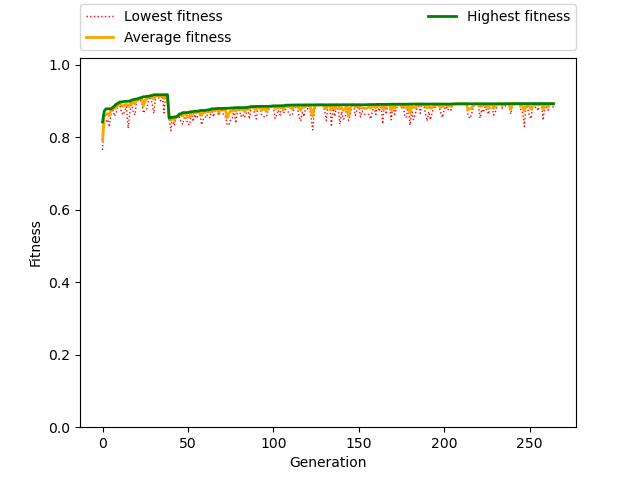 Lowest fitness
Average fitness
Highest fitness
1.0
0.8
0.6
0.4
0.2
0.0
Fitness
0 50 100 150 200 250
Generation